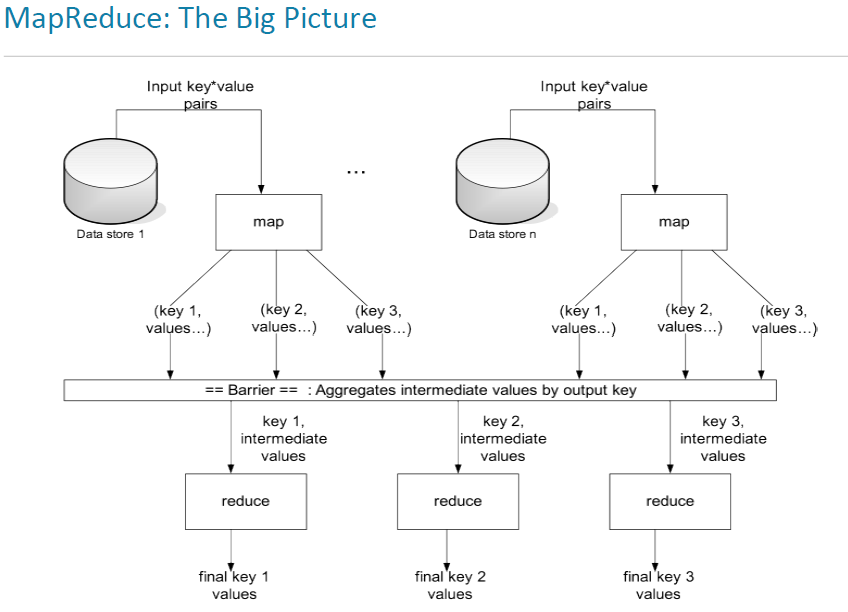 MapReduce: The Big Picture
Input key*value
pairs
Input key*value
pairs
...
Data store 1
map
Data store n
map
(key 1,
values...)
(key 2,
values...)
(key 3,
values...)
(key 1,
values...)
(key 2,
values...)
(key 3,
values...)
== Barrier == : Aggregates intermediate values by output key
key 1,
intermediate
values
key 2,
intermediate
values
key 3,
intermediate
values
reduce
reduce
reduce
final key 1
values
final key 2
values
final key 3
values